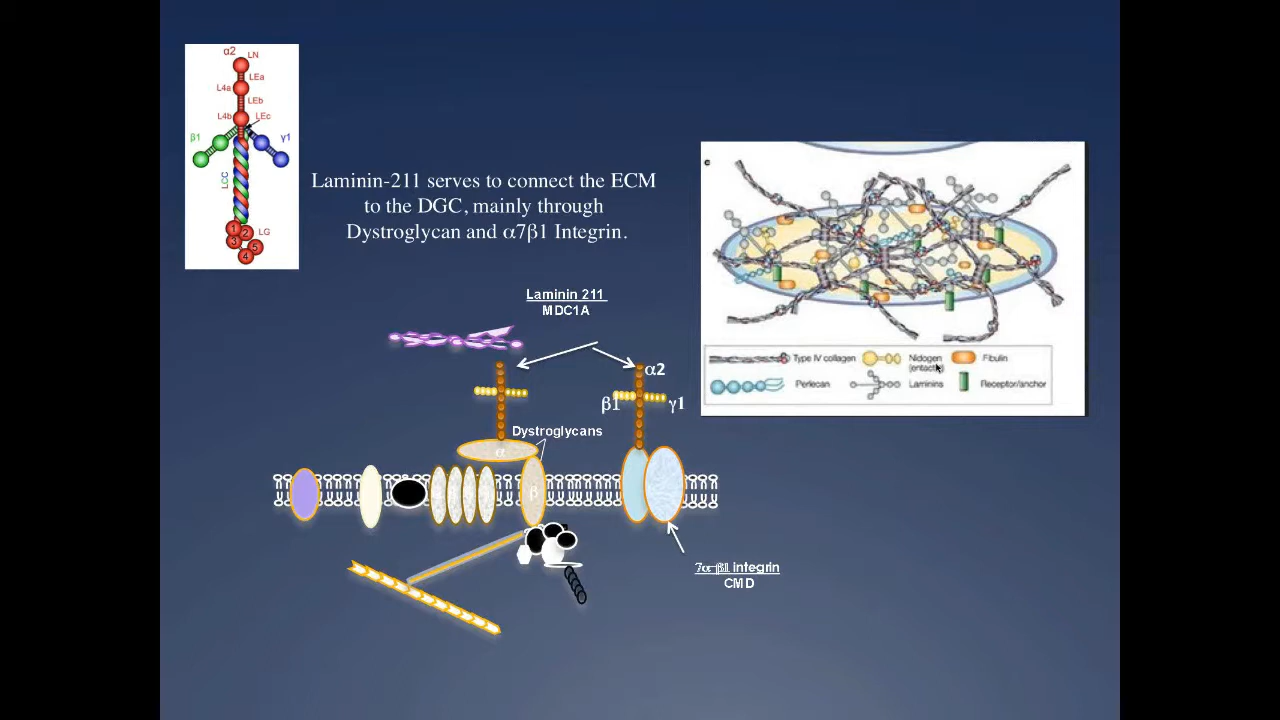 α2
LN
LEa
L4a
LEb
L4b
LEc
β1
γ1
LCC
1
2
3
LG
5
4
Laminin-211 serves to connect the ECM
to the DGC, mainly through
Dystroglycan and α7β1 Integrin.
Laminin 211
MDC1A
α2
β1
γ1
Dystroglycans
α
β
7α-β1 integrin
CMD
c
Type IV collagen
Nidogen
(entactin)
Fibulin
Perlecan
Laminins
Receptor/anchor